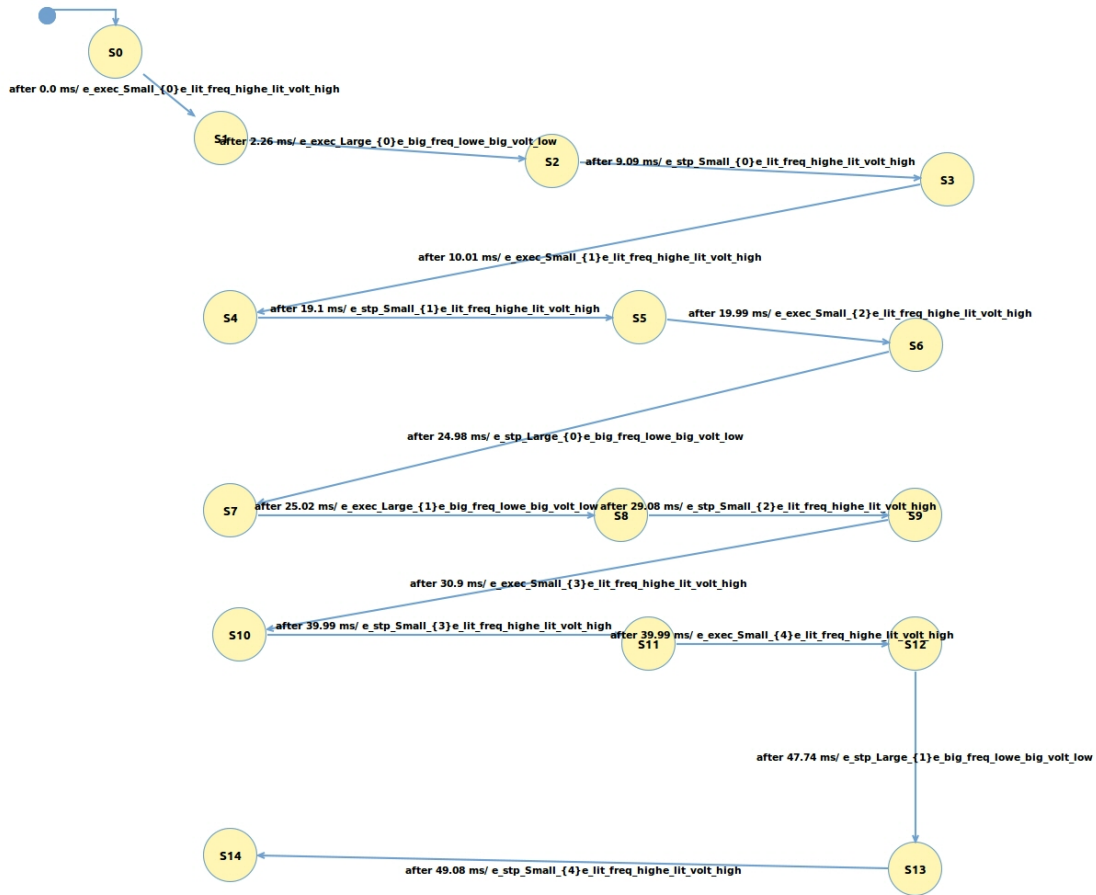 S0
after 0.0 ms/ e_exec_Small_{0}e_lit_freq_highe_lit_volt_high
S1
after 2.26 ms/ e_exec_Large_{0}e_big_freq_lowe_big_volt_low
S2
after 9.09 ms/ e_stp_Small_{0}e_lit_freq_highe_lit_volt_high
S3
after 10.01 ms/ e_exec_Small_{1}e_lit_freq_highe_lit_volt_high
S4
after 19.1 ms/ e_stp_Small_{1}e_lit_freq_highe_lit_volt_high
S5
after 19.99 ms/ e_exec_Small_{2}e_lit_freq_highe_lit_volt_high
S6
after 24.98 ms/ e_stp_Large_{0}e_big_freq_lowe_big_volt_low
S7
after 25.02 ms/ e_exec_Large_{1}e_big_freq_lowe_big_volt_low
S8
after 29.08 ms/ e_stp_Small_{2}e_lit_freq_highe_lit_volt_high
S9
after 30.9 ms/ e_exec_Small_{3}e_lit_freq_highe_lit_volt_high
S10
after 39.99 ms/ e_stp_Small_{3}e_lit_freq_highe_lit_volt_high
S11
after 39.99 ms/ e_exec_Small_{4}e_lit_freq_highe_lit_volt_high
S12
after 47.74 ms/ e_stp_Large_{1}e_big_freq_lowe_big_volt_low
S13
after 49.08 ms/ e_stp_Small_{4}e_lit_freq_highe_lit_volt_high
S14